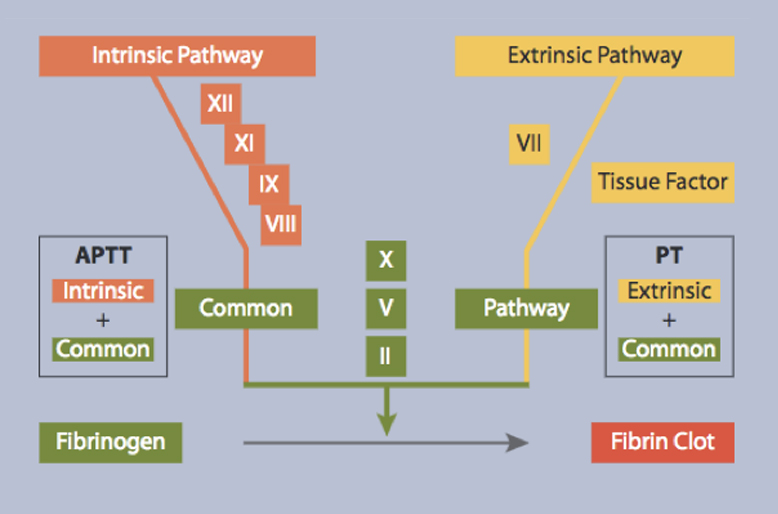 Intrinsic Pathway
Extrinsic Pathway
XII
XI
IX
VIII
VII
Tissue Factor
APTT
Intrinsic
+
Common
Common
X
V
II
Pathway
PT
Extrinsic
+
Common
Fibrinogen
Fibrin Clot